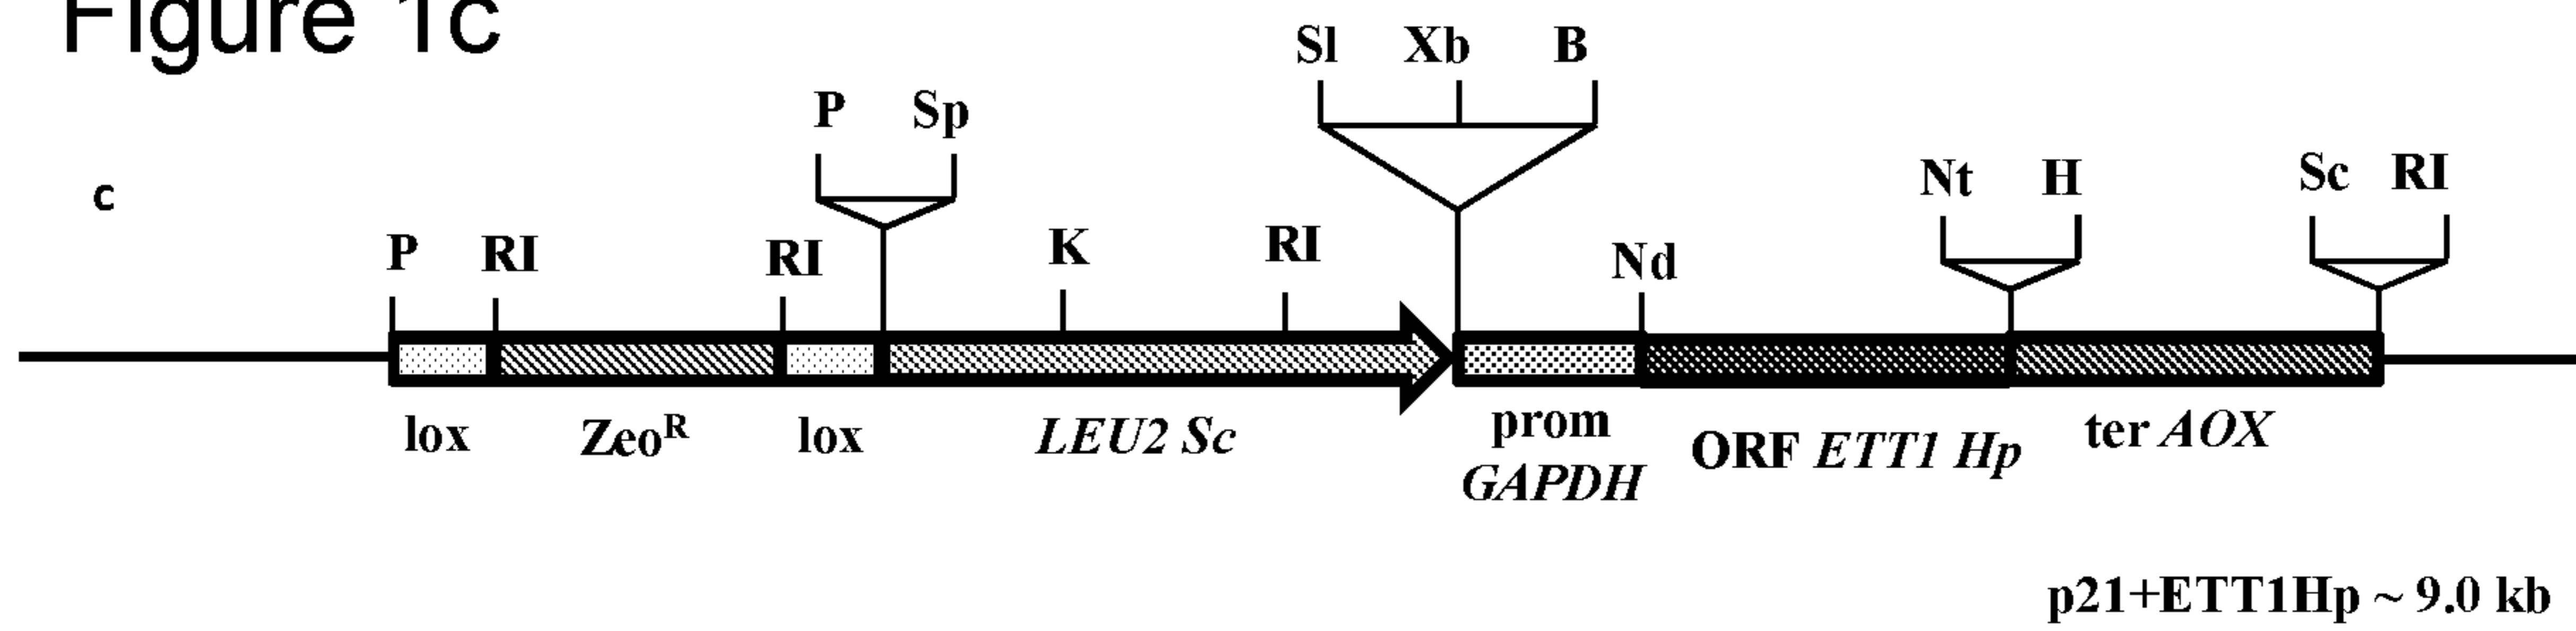 Figure 1c
Sl Xb B
P Sp
c
Nt H
Sc RI
P RI RI K RI Nd
lox Zeo^R lox LEU2 Sc prom GAPDH ORF ETT1 Hp ter AOX
p21+ETT1Hp ~ 9.0 kb